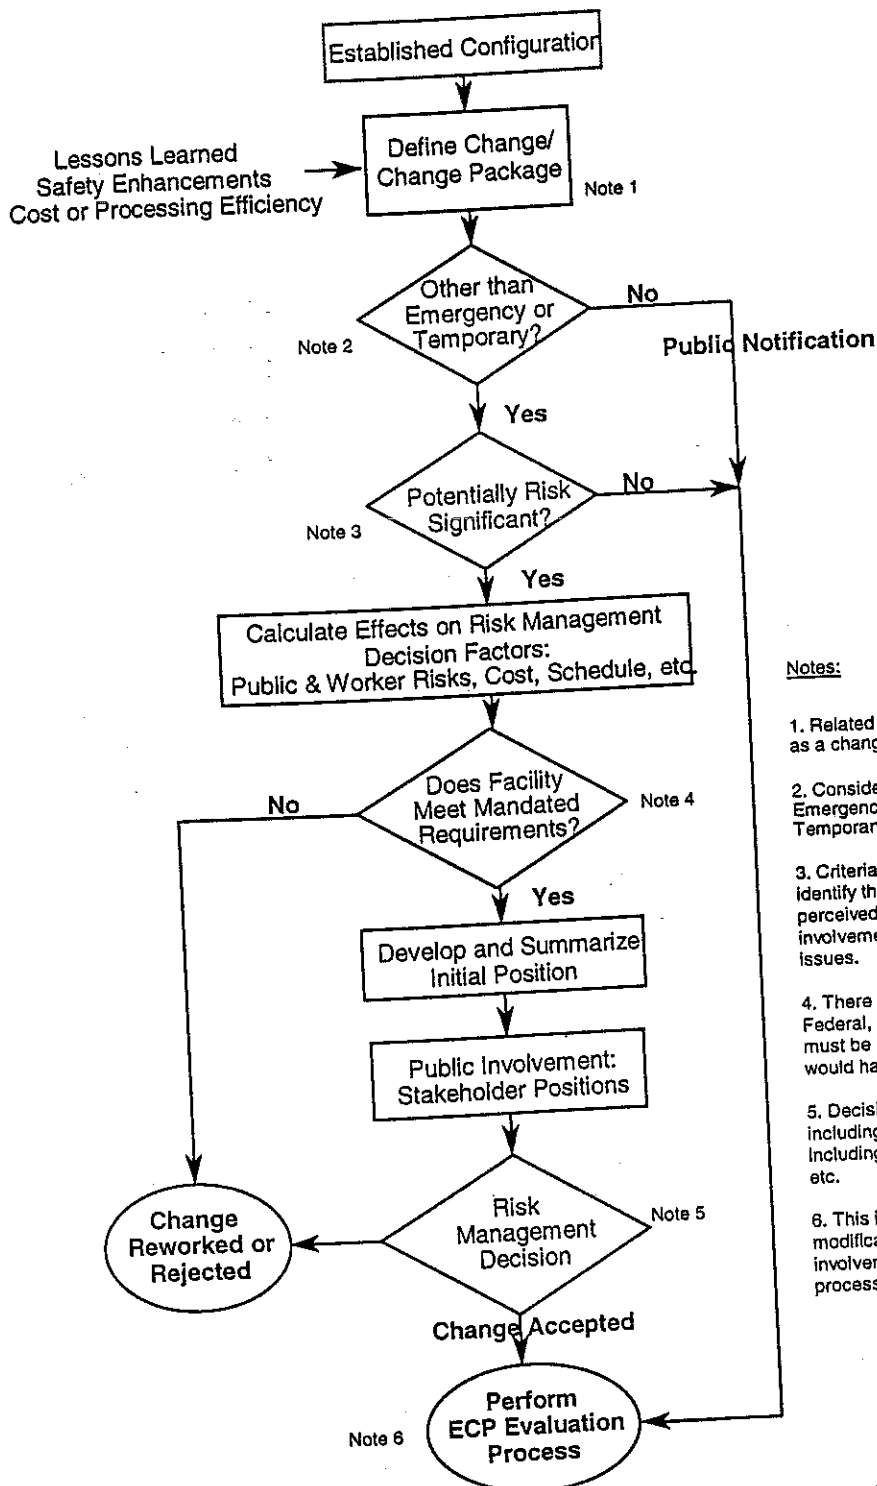 Established Configuration
Lessons Learned
Safety Enhancements
Cost or Processing Efficiency
Define Change/
Change Package
Note 1
Other than
Emergency or
Temporary?
Note 2
No
Public Notification
Yes
Potentially Risk
Significant?
Note 3
No
Yes
Calculate Effects on Risk Management
Decision Factors:
Public & Worker Risks, Cost, Schedule, etc.
Does Facility
Meet Mandated
Requirements?
Note 4
No
Yes
Develop and Summarize
Initial Position
Public Involvement:
Stakeholder Positions
Risk
Management
Decision
Note 5
Change
Reworked or
Rejected
Change Accepted
Perform
ECP Evaluation
Process
Note 6
Notes:
1. Related
as a chang
2. Conside
Emergenc
Temporar
3. Criteria
identify th
perceived
involveme
issues.
4. There
Federal,
must be
would ha
5. Decisi
including
Including
etc.
6. This i
modifica
involver
process